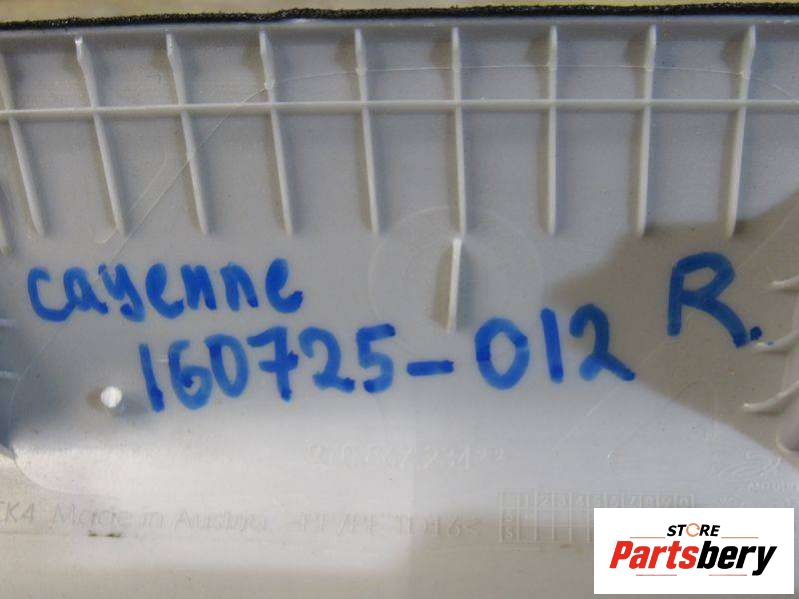 cayenne
R.
160725-012
Made in Austria
STORE
Partsbery